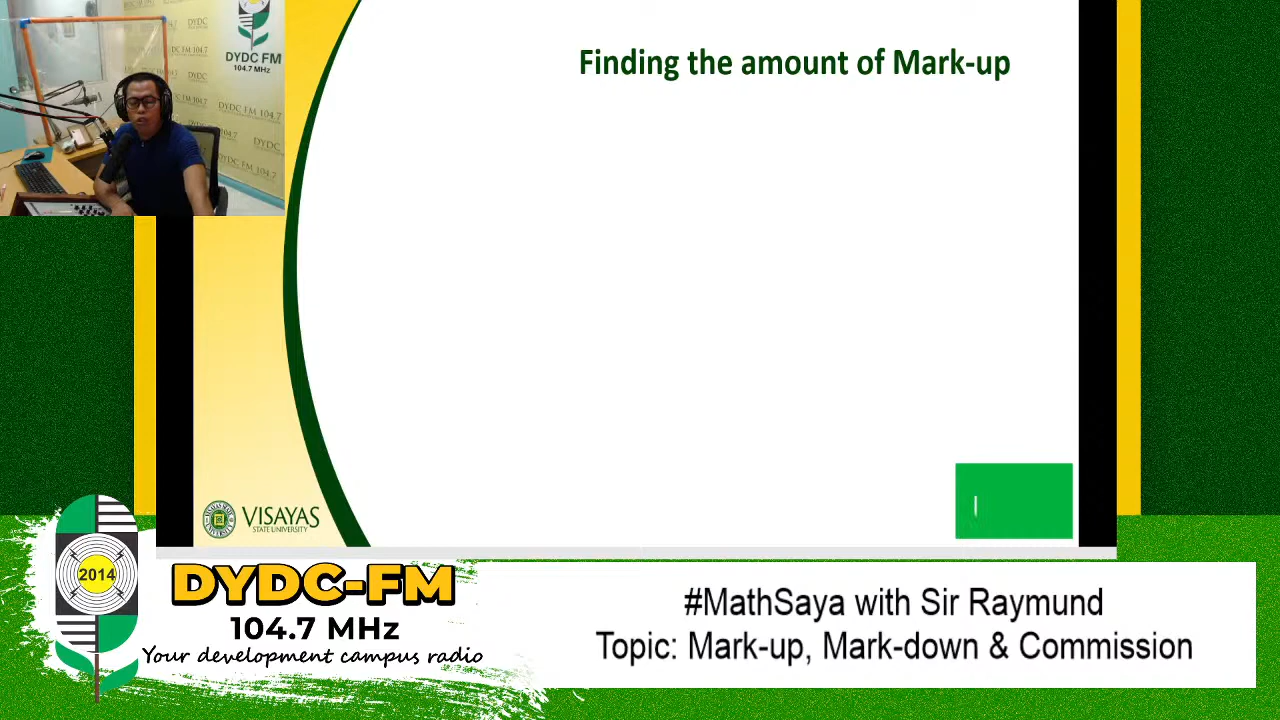 DYDC FM
104.7 MHz
Finding the amount of Mark-up
VISAYAS
STATE UNIVERSITY
2014
DYDC-FM
104.7 MHz
Your development campus radio
#MathSaya with Sir Raymund
Topic: Mark-up, Mark-down & Commission